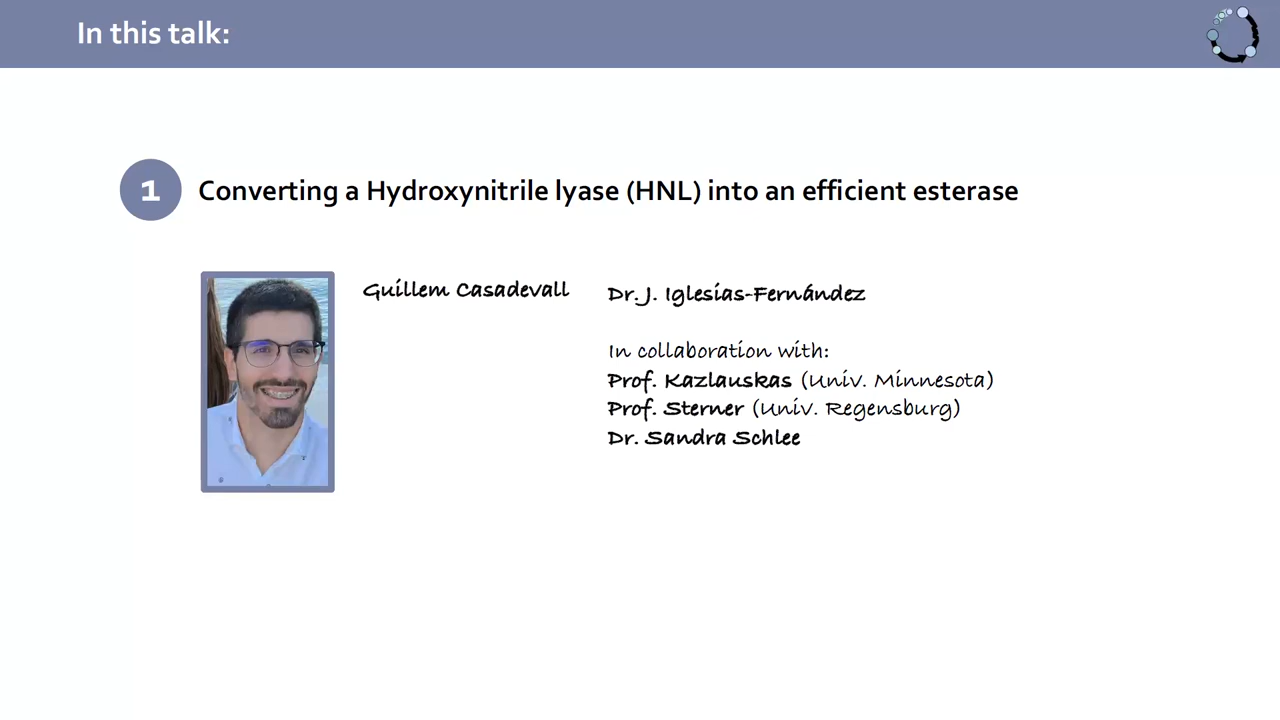 In this talk:
1 Converting a Hydroxynitrile lyase (HNL) into an efficient esterase
Guillem Casadevall
Dr. J. Iglesias-Fernández
In collaboration with:
Prof. Kazlauskas (Univ. Minnesota)
Prof. Sterner (Univ. Regensburg)
Dr. Sandra Schlee